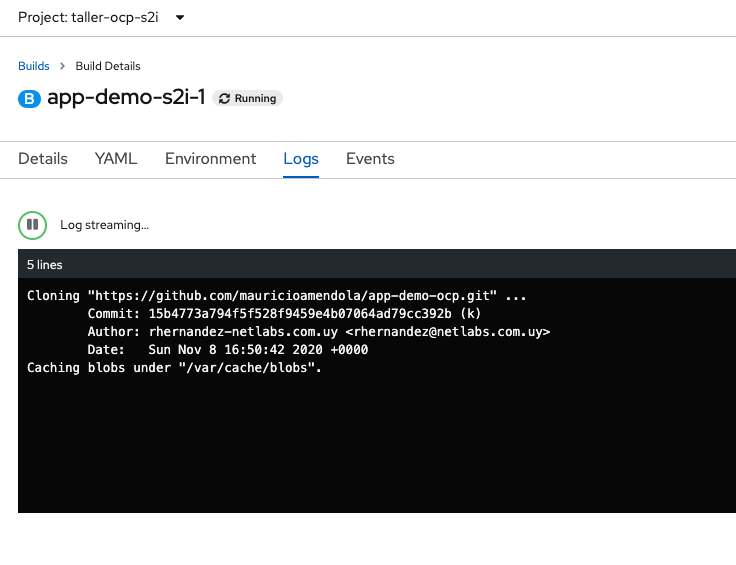 Project: taller-ocp-s2i
Builds > Build Details
B app-demo-s2i-1 Running
Details YAML Environment Logs Events
Log streaming...
5 lines
Cloning "https://github.com/mauricioamendola/app-demo-ocp.git" ...
Commit: 15b4773a794f5f528f9459e4b07064ad79cc392b (k)
Author: rhernandez-netlabs.com.uy <rhernandez@netlabs.com.uy>
Date: Sun Nov 8 16:50:42 2020 +0000
Caching blobs under "/var/cache/blobs".